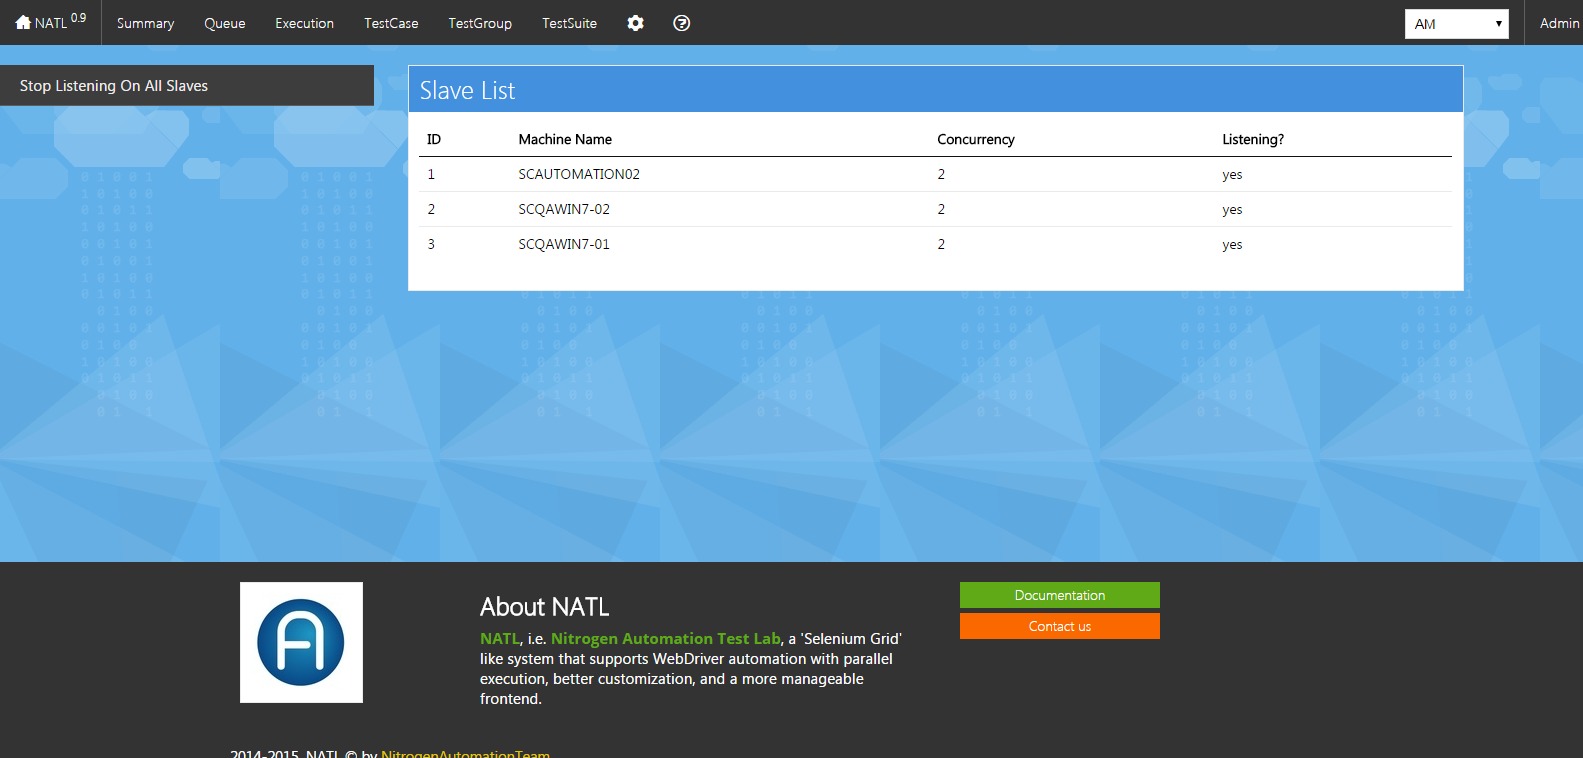 NATL 0.9 Summary Queue Execution TestCase TestGroup TestSuite AM Admin
Stop Listening On All Slaves
Slave List
ID Machine Name Concurrency Listening?
1 SCAUTOMATION02 2 yes
2 SCQAWIN7-02 2 yes
3 SCQAWIN7-01 2 yes
About NATL
NATL, i.e. Nitrogen Automation Test Lab, a 'Selenium Grid'
like system that supports WebDriver automation with parallel
execution, better customization, and a more manageable
frontend.
Documentation
Contact us
2014-2015, NATL © by NitrogenAutomationTeam